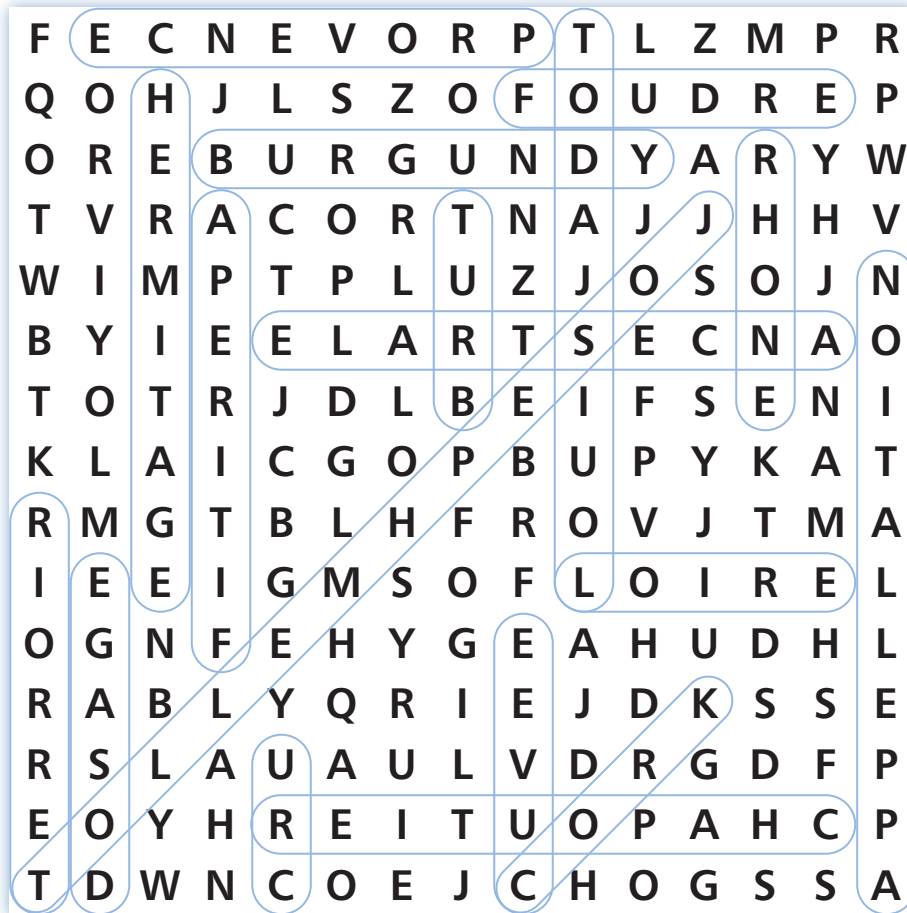 F E C N E V O R P T L Z M P R
Q O H J L S Z O F O U D R E P
O R E B U R G U N D Y A R Y W
T V R A C O R T N A J J H H V
W I M P T P L U Z J O S O J N
B Y I E E L A R T S E C N A O
T O T R J D L B E I F S E N I
K L A I C G O P B U P Y K A T
R M G T B L H F R O V J T M A
I E E I G M S O F L O I R E L
O G N F E H Y G E A H U D H L
R A B L Y Q R I E J D K S S E
R S L A U A U L V D R G D F P
E O Y H R E I T U O P A H C P
T D W N C O E J C H O G S S A